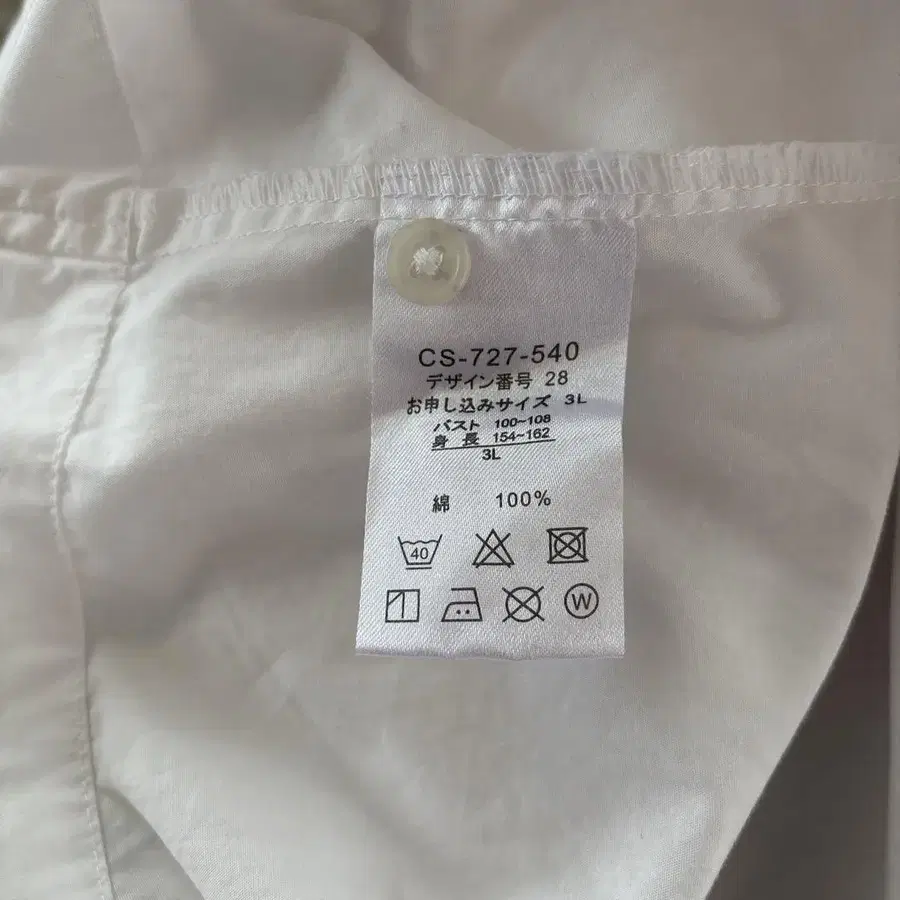 CS-727-540
デザイン番号 28
お申し込みサイズ 3L
バスト 100~108
身長 154~162
3L
綿 100%
40
W